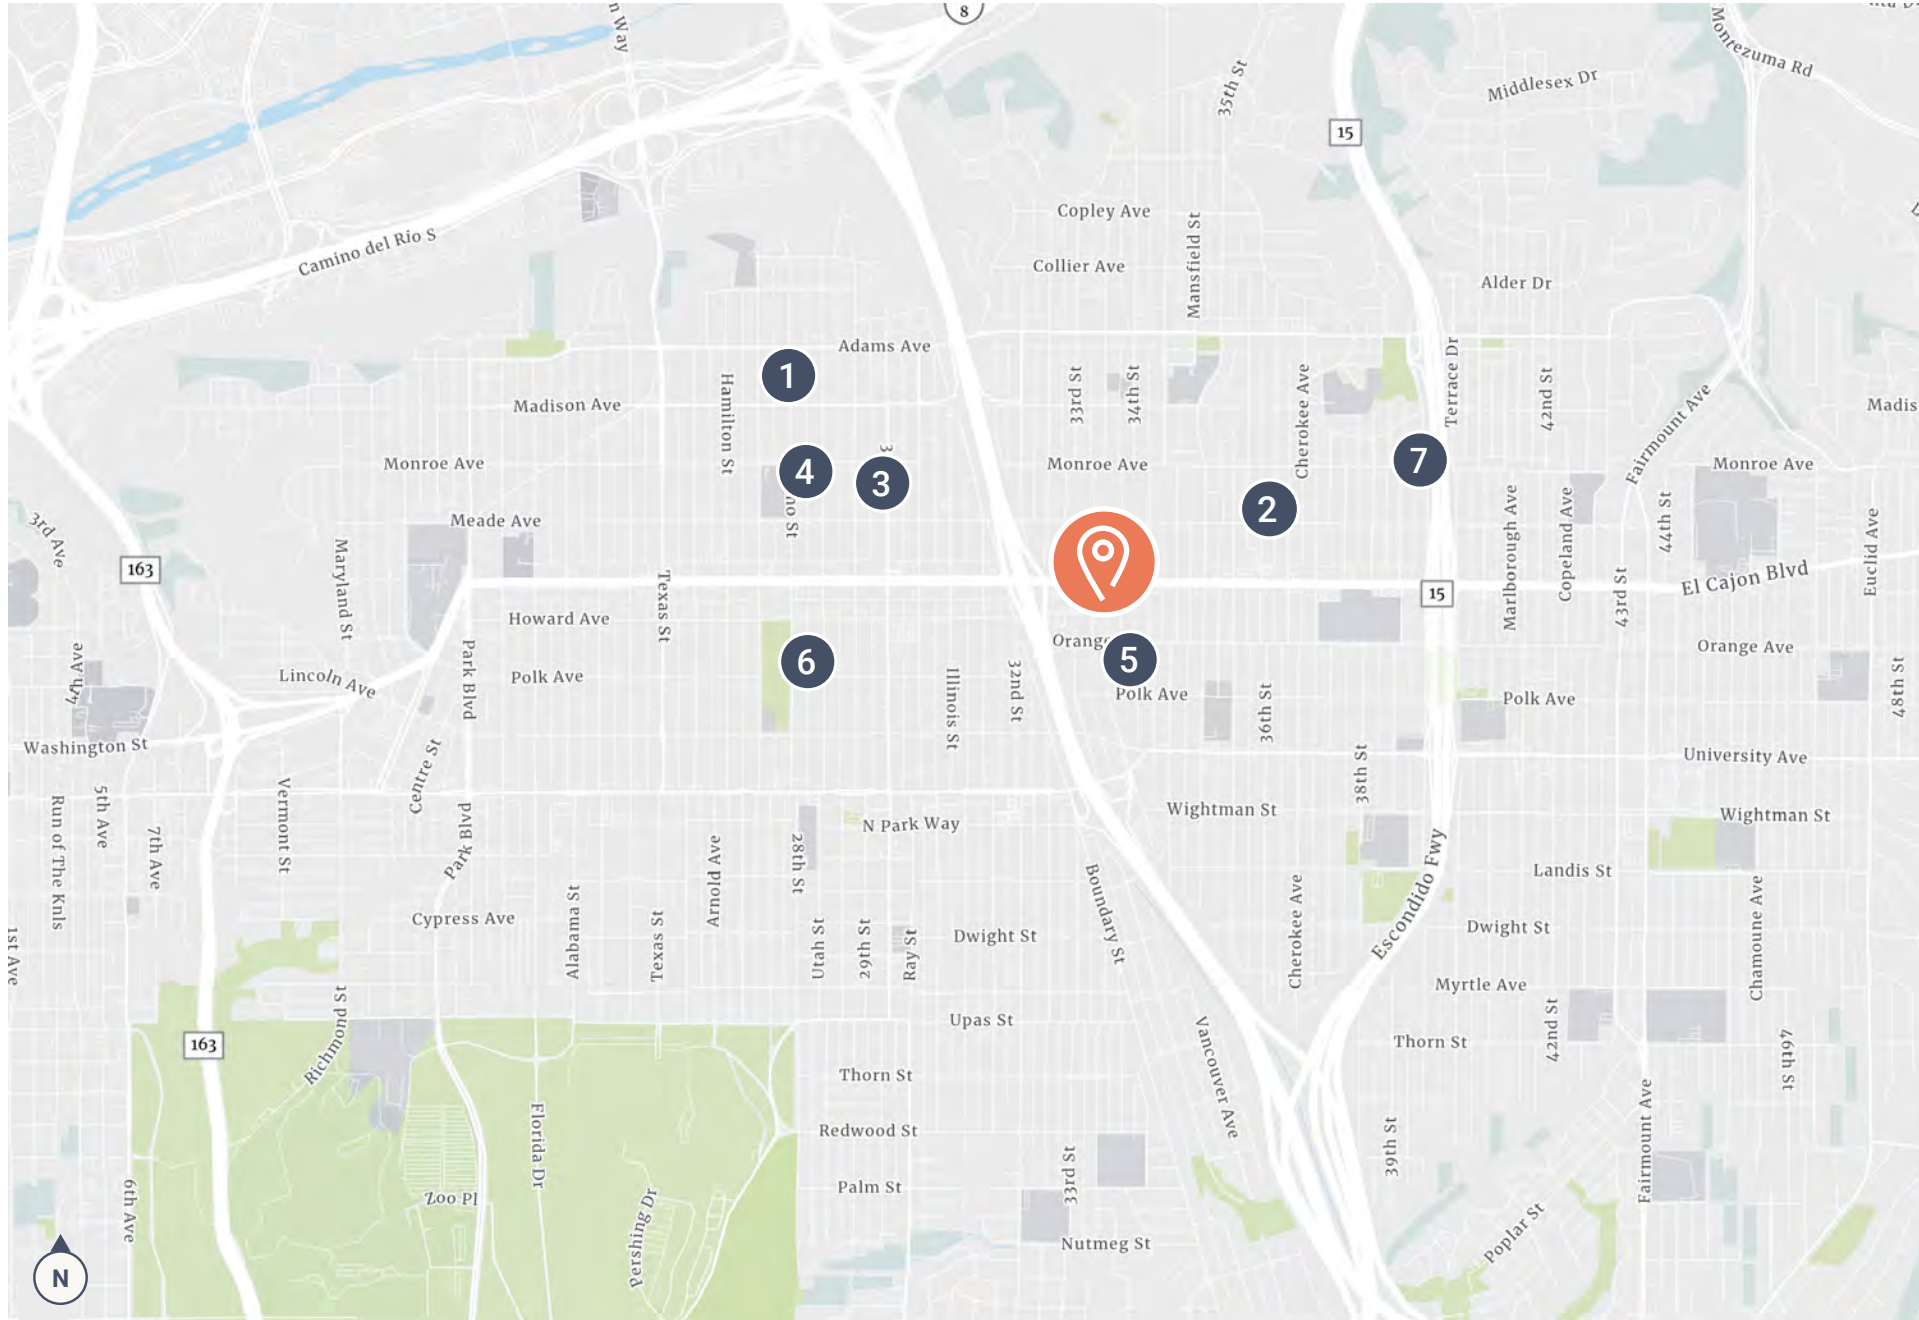 8
n Way
35th St
Middlesex Dr
Montezuma Rd
15
Copley Ave
Mansfield St
Camino del Rio S
Collier Ave
Alder Dr
Adams Ave
1
Hamilton St
33rd St
34th St
Cherokee Ave
Terrace Dr
42nd St
Madison Ave
Fairmount Ave
Madis
Monroe Ave
4
3
3
Monroe Ave
7
Monroe Ave
2
Meade Ave
no St
Marlborough Ave
Copeland Ave
44th St
Euclid Ave
3rd Ave
163
Maryland St
Texas St
El Cajon Blvd
15
43rd St
Howard Ave
Orang
5
Orange Ave
6
4th Ave
Lincoln Ave
Park Blvd
Polk Ave
Illinois St
32nd St
Polk Ave
36th St
Polk Ave
48th St
Washington St
University Ave
Centre St
38th St
5th Ave
Run of The Knls
7th Ave
Vermont St
Park Blvd
Arnold Ave
28th St
N Park Way
Wightman St
Wightman St
Escondido Fwy
Landis St
Boundary St
Cherokee Ave
Chamoune Ave
1st Ave
Cypress Ave
Alabama St
Texas St
Utah St
29th St
Ray St
Dwight St
Dwight St
Myrtle Ave
163
Richmond St
Upas St
Vancouver Ave
Thorn St
42nd St
46th St
Thorn St
Florida Dr
Redwood St
39th St
Fairmount Ave
6th Ave
Zoo Pl
Pershing Dr
Palm St
33rd St
Nutmeg St
Poplar St
N